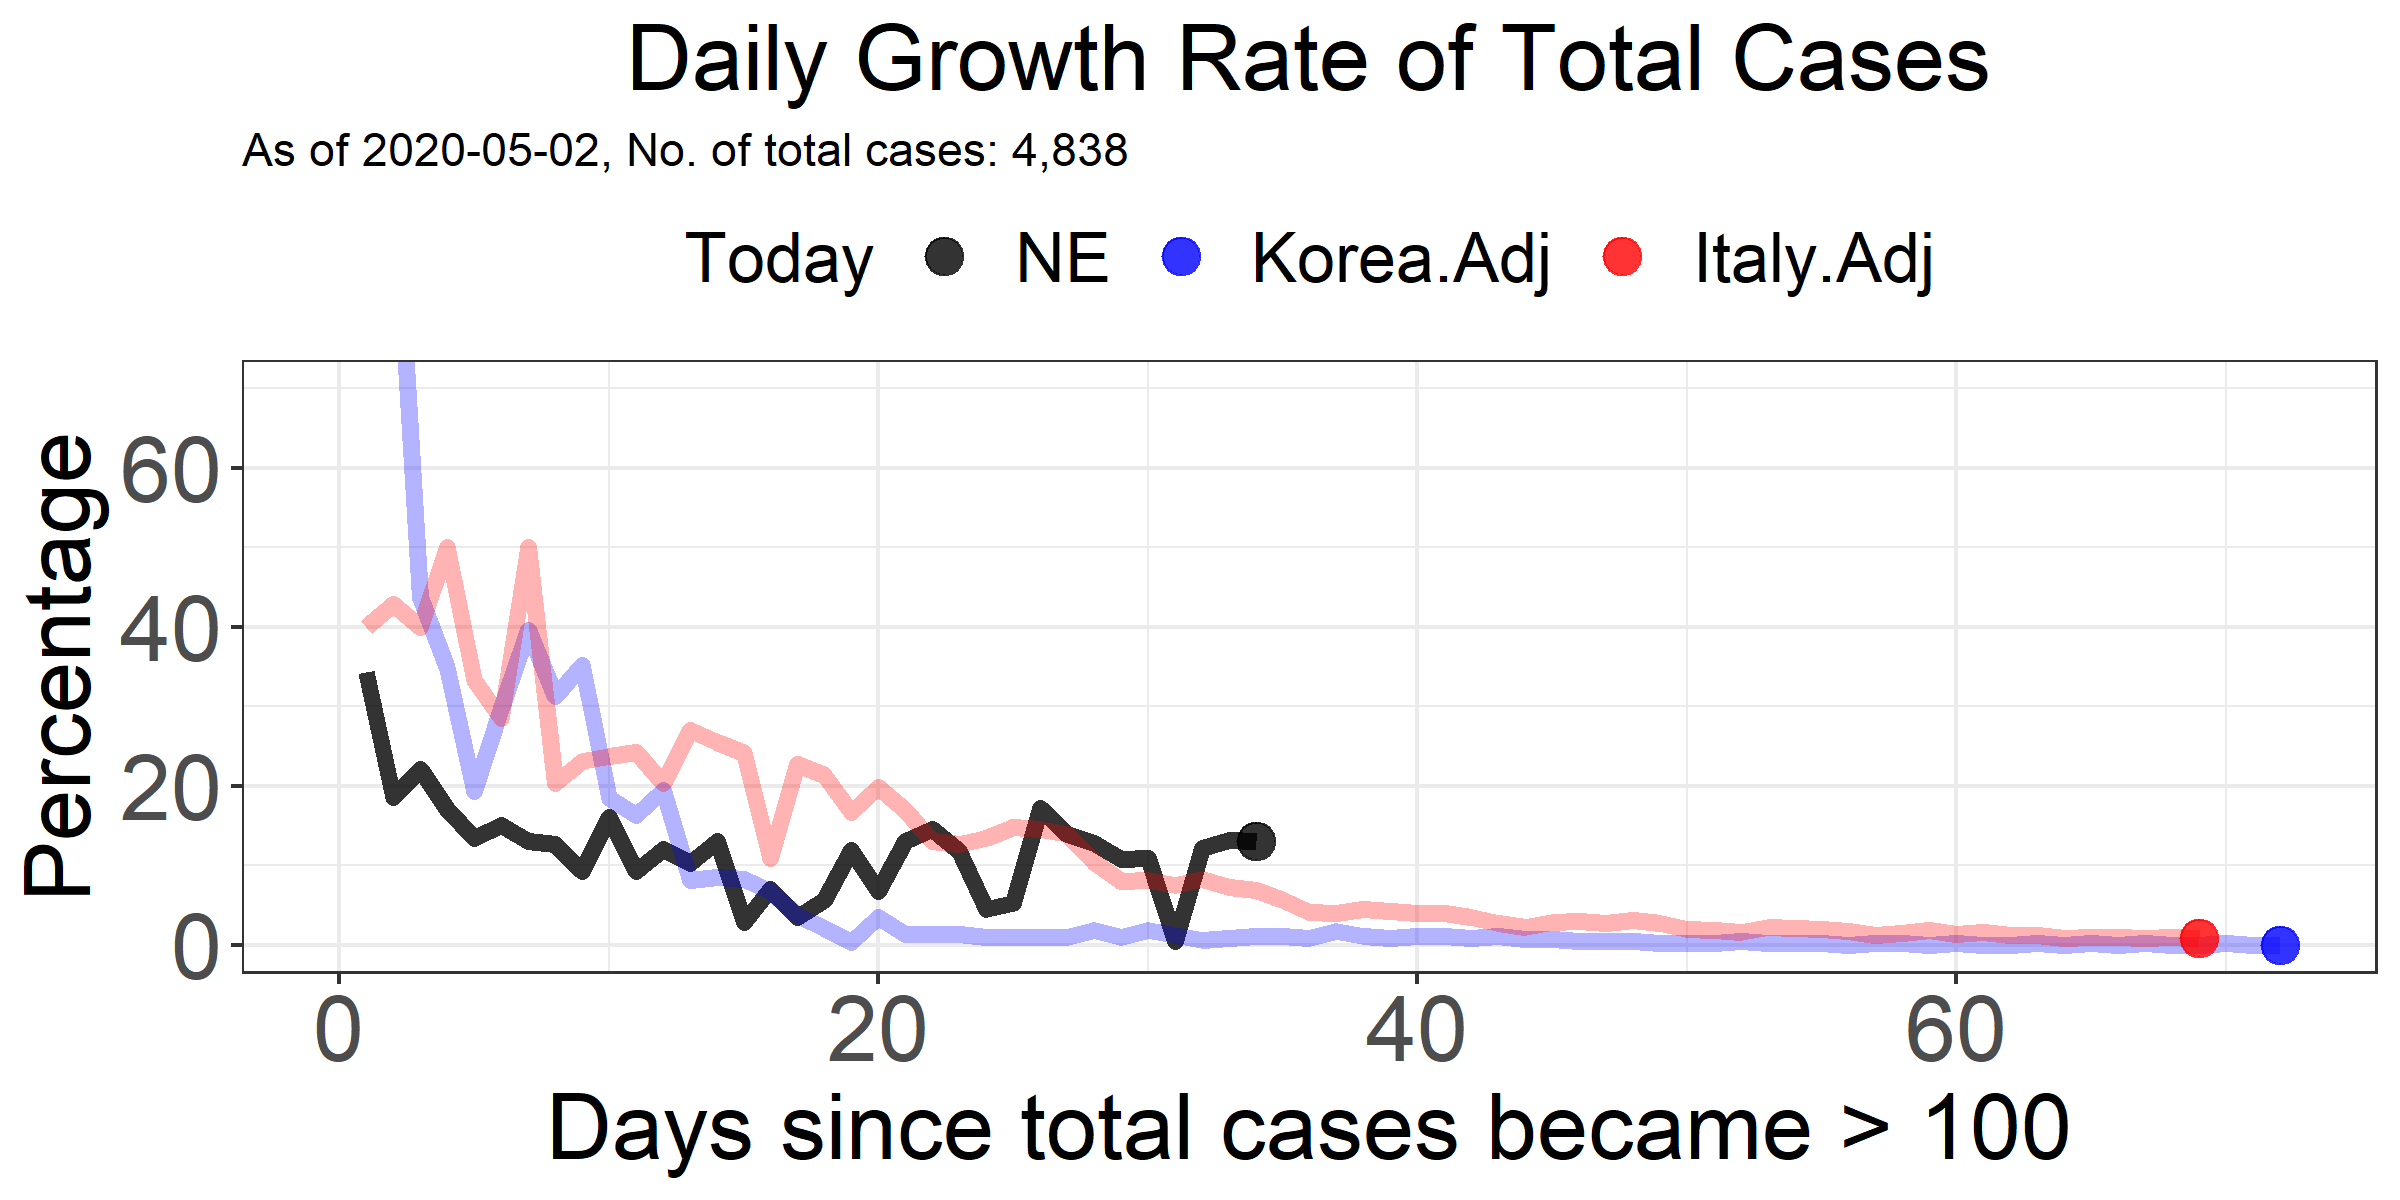 Daily Growth Rate of Total Cases
As of 2020-05-02, No. of total cases: 4,838
Today NE Korea.Adj Italy.Adj
Percentage
60
40
20
0
0 20 40 60
Days since total cases became > 100